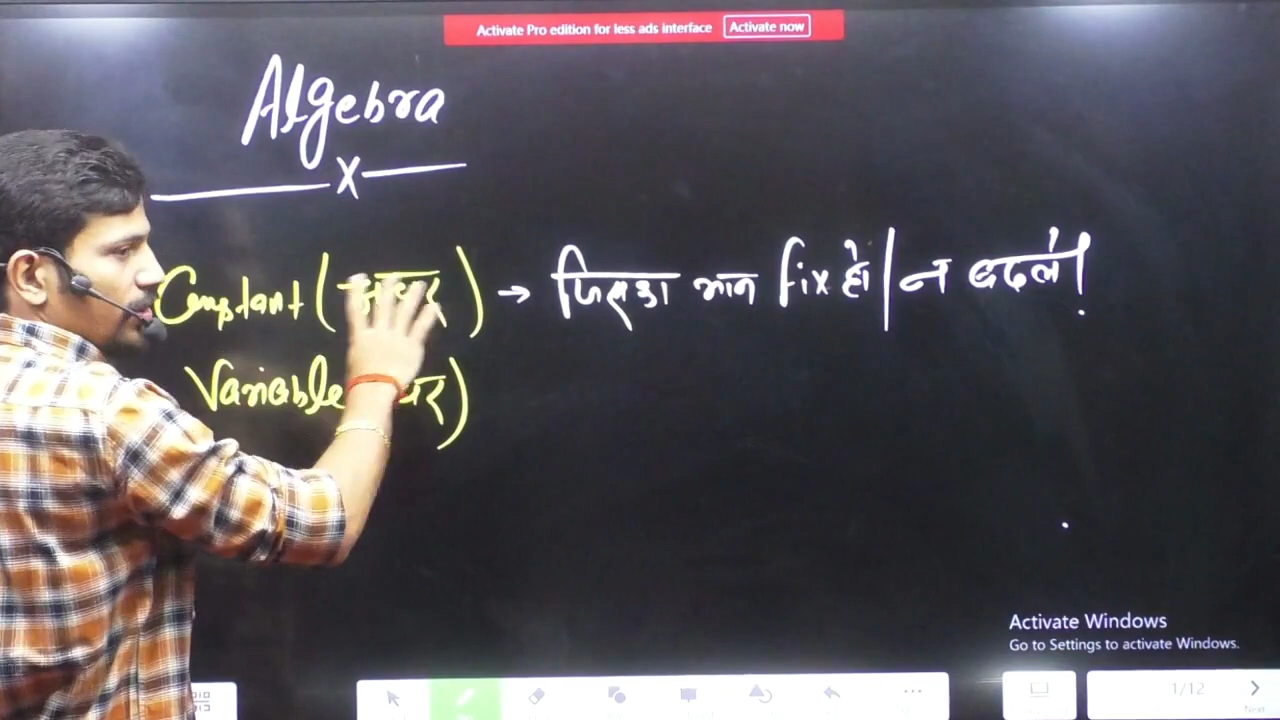 Activate Pro edition for less ads interface Activate now
Algebra
x
Constant ( ) → जिसका मान fix हो | न बदले !
Variable )
Activate Windows
Go to Settings to activate Windows.
1/12
Next